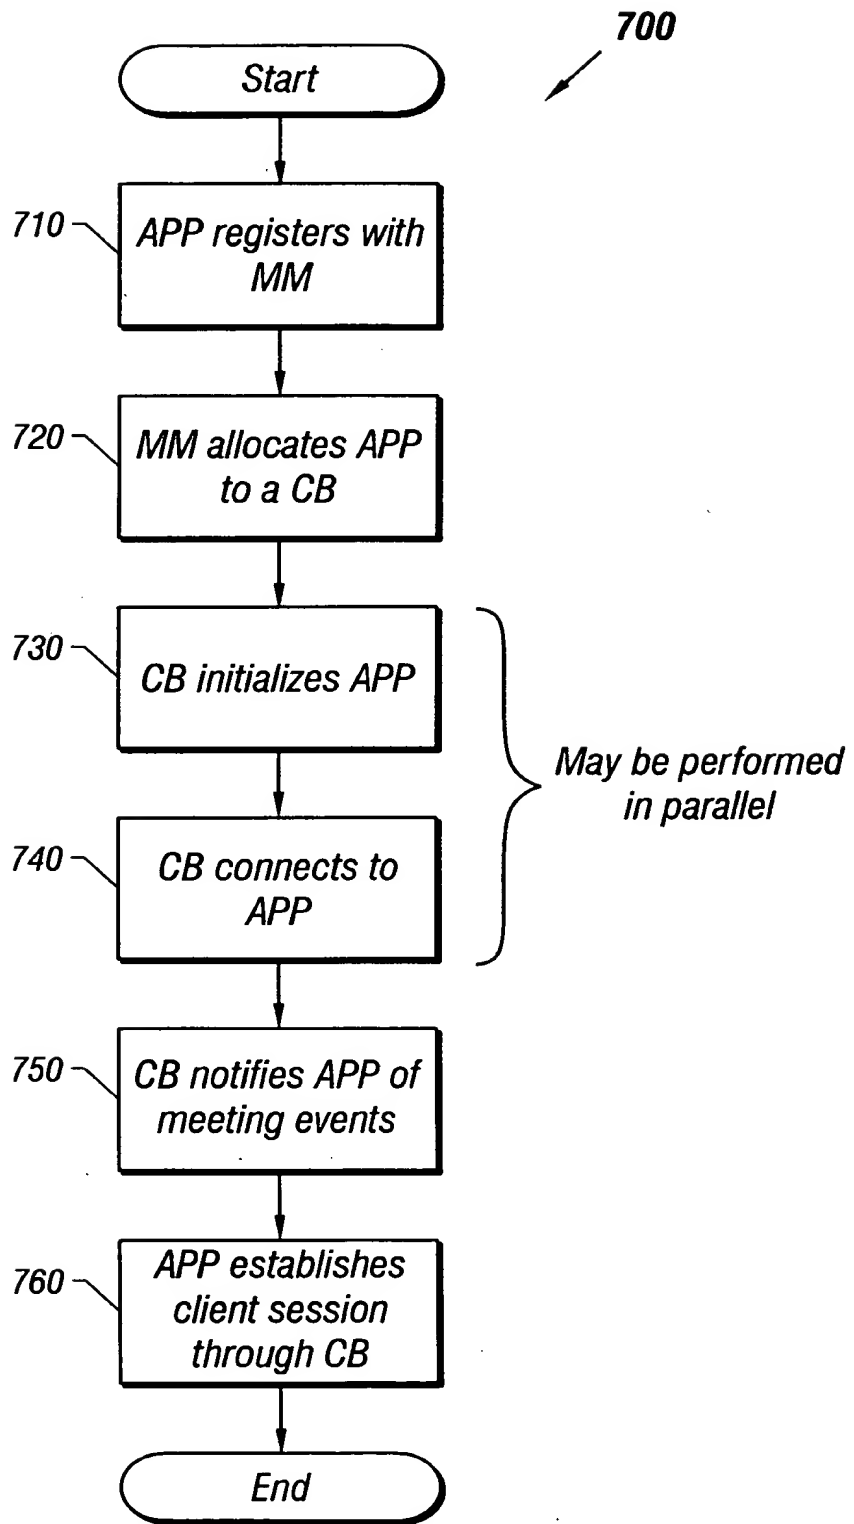 700
Start
710
APP registers with
MM
720
MM allocates APP
to a CB
730
CB initializes APP
May be performed
in parallel
740
CB connects to
APP
750
CB notifies APP of
meeting events
760
APP establishes
client session
through CB
End